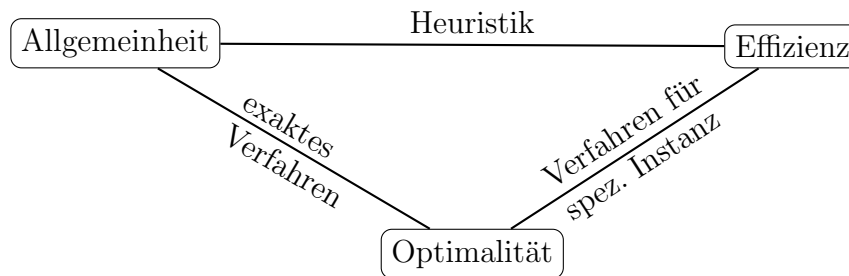 Heuristik
Allgemeinheit
Effizienz
exaktes
Verfahren
Verfahren für
spez. Instanz
Optimalität